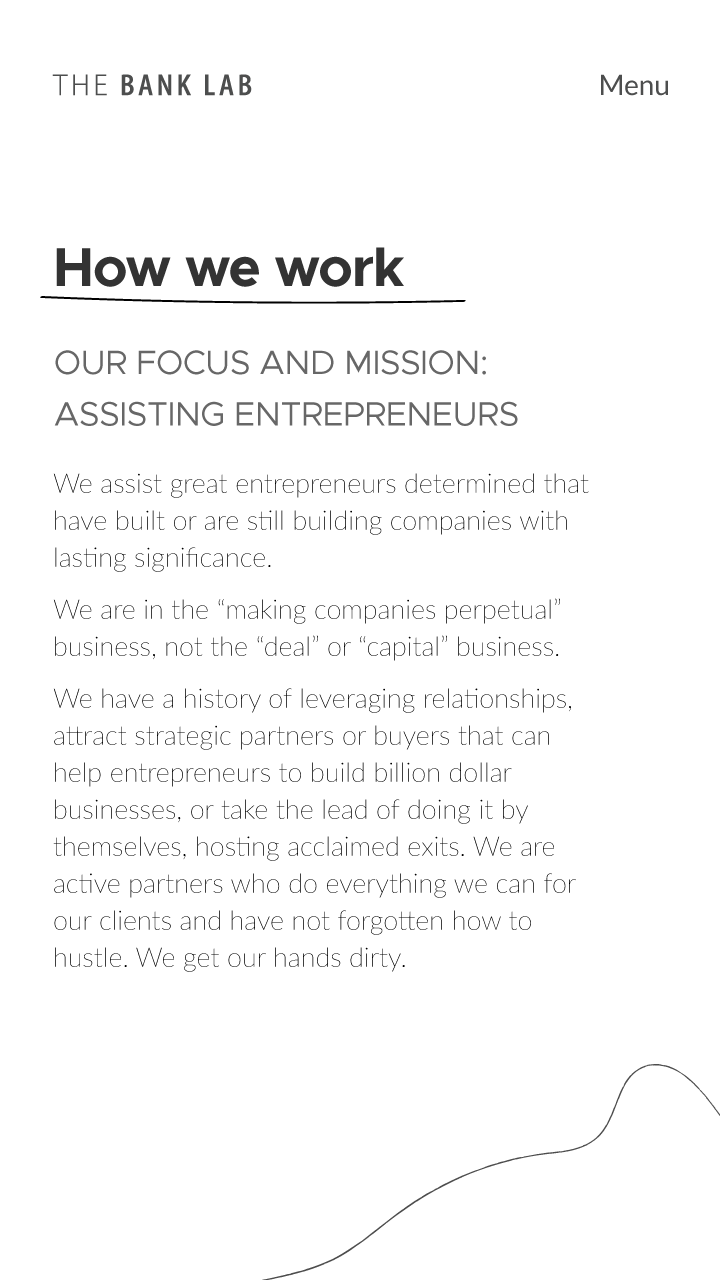 THE BANK LAB
Menu
How we work
OUR FOCUS AND MISSION:
ASSISTING ENTREPRENEURS
We assist great entrepreneurs determined that
have built or are still building companies with
lasting significance.
We are in the “making companies perpetual”
business, not the “deal” or “capital” business.
We have a history of leveraging relationships,
attract strategic partners or buyers that can
help entrepreneurs to build billion dollar
businesses, or take the lead of doing it by
themselves, hosting acclaimed exits. We are
active partners who do everything we can for
our clients and have not forgotten how to
hustle. We get our hands dirty.